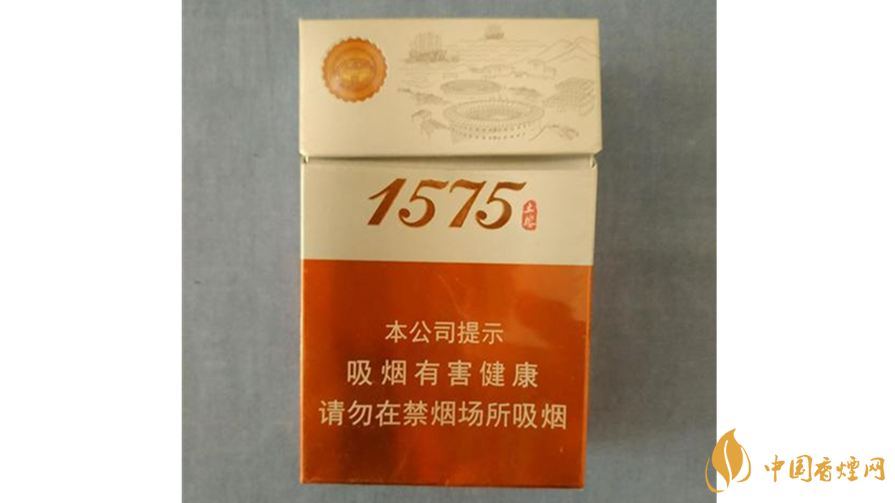 1575
本公司提示
吸烟有害健康
请勿在禁烟场所吸烟
中国香烟网